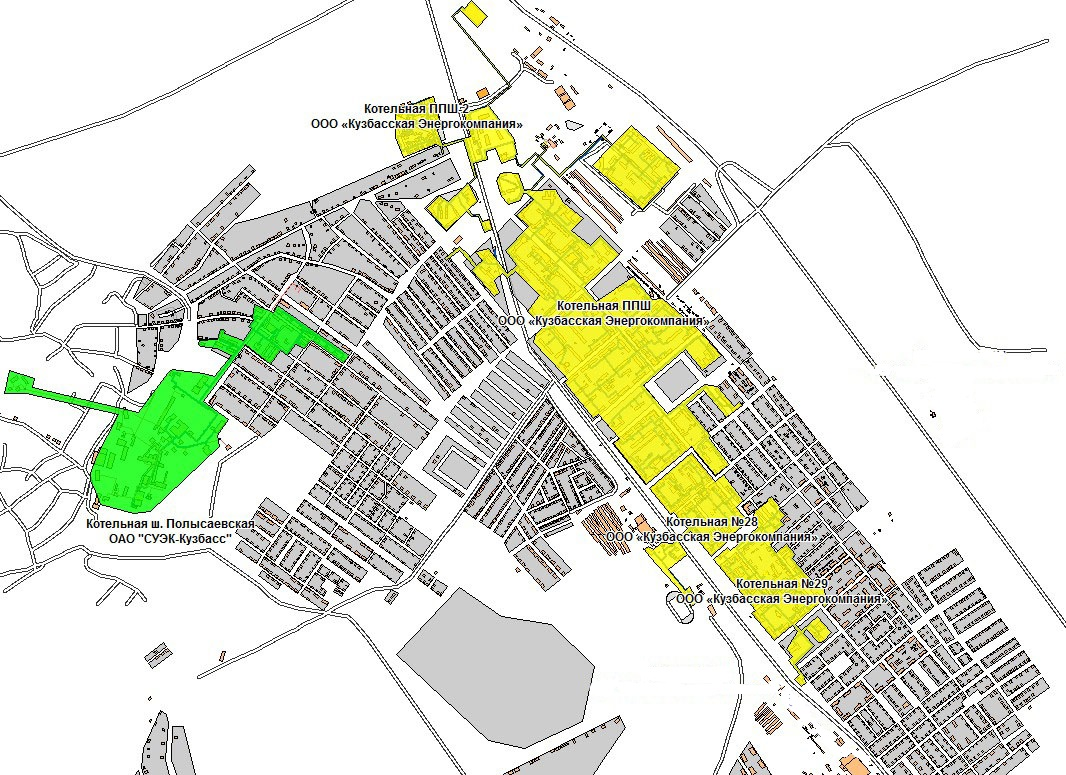 Котельная ППШ-2
ООО «Кузбасская Энергокомпания»
Котельная ППШ
ООО «Кузбасская Энергокомпания»
Котельная ш. Полысаевская
ОАО "СУЭК-Кузбасс"
Котельная №28
ООО «Кузбасская Энергокомпания»
Котельная №29
ООО «Кузбасская Энергокомпания»